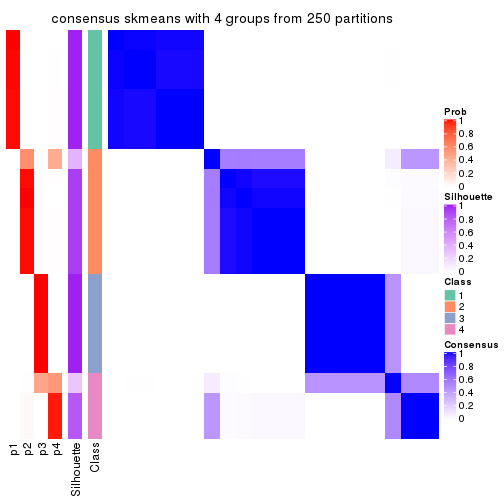 consensus skmeans with 4 groups from 250 partitions
Prob
1
0.8
0.6
0.4
0.2
0
Silhouette
1
0.8
0.6
0.4
0.2
0
Class
1
2
3
4
Consensus
1
0.8
0.6
0.4
0.2
0
p1
p2
p3
p4
Silhouette
Class